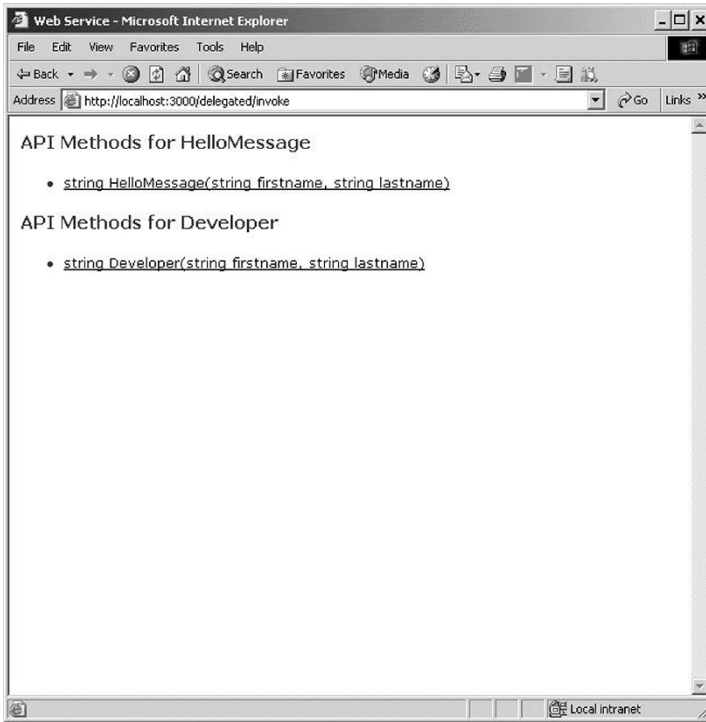 Web Service - Microsoft Internet Explorer
File Edit View Favorites Tools Help
Back Search Favorites Media
Address http://localhost:3000/delegated/invoke Go Links »
API Methods for HelloMessage
• string HelloMessage(string firstname, string lastname)
API Methods for Developer
• string Developer(string firstname, string lastname)
Local intranet